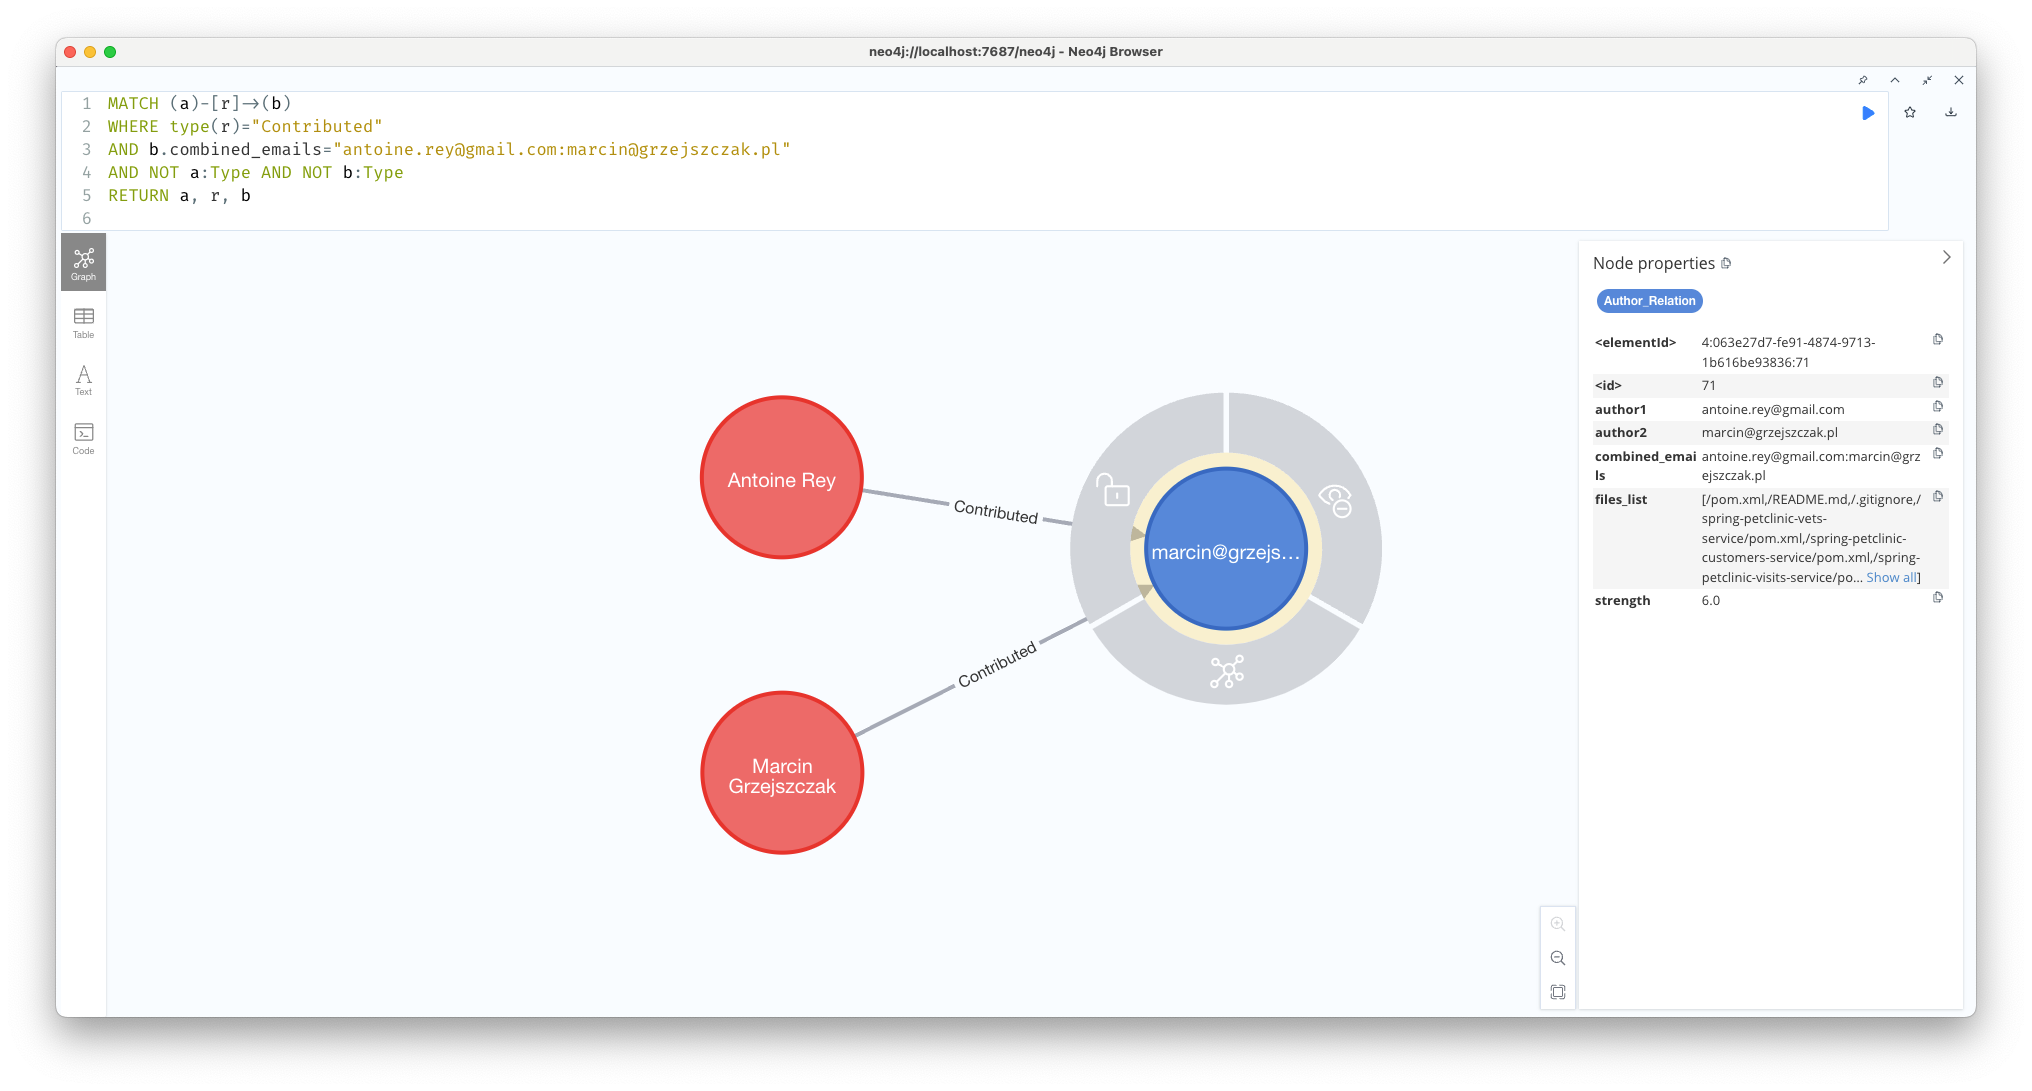 neo4j://localhost:7687/neo4j - Neo4j Browser
1 MATCH (a)-[r]->(b)
2 WHERE type(r)="Contributed"
3 AND b.combined_emails="antoine.rey@gmail.com:marcin@grzejszczak.pl"
4 AND NOT a:Type AND NOT b:Type
5 RETURN a, r, b
6
Graph
Table
Text
Code
Antoine Rey
Contributed
marcin@grzejs...
Contributed
Marcin
Grzejszczak
Node properties
Author_Relation
<elementId> 4:063e27d7-fe91-4874-9713-
1b616be93836:71
<id> 71
author1 antoine.rey@gmail.com
author2 marcin@grzejszczak.pl
combined_emai antoine.rey@gmail.com:marcin@grz
ls ejszczak.pl
files_list [/pom.xml,/README.md,/.gitignore,/
spring-petclinic-vets-
service/pom.xml,/spring-petclinic-
customers-service/pom.xml,/spring-
petclinic-visits-service/po... Show all]
strength 6.0